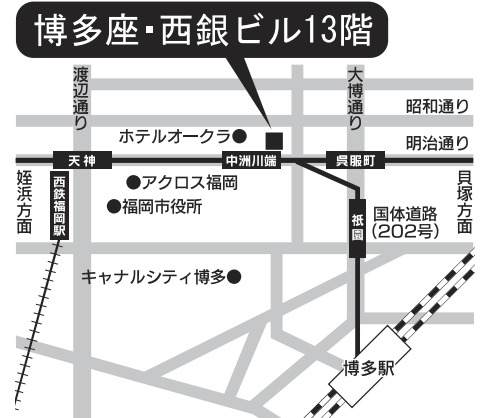 博多座・西銀ビル13階
渡辺通り
大博通り
昭和通り
ホテルオークラ●
明治通り
天神
中洲川端
呉服町
姪浜方面
西鉄福岡駅
●アクロス福岡
●福岡市役所
祇園
国体道路
(202号)
貝塚方面
キャナルシティ博多●
博多駅